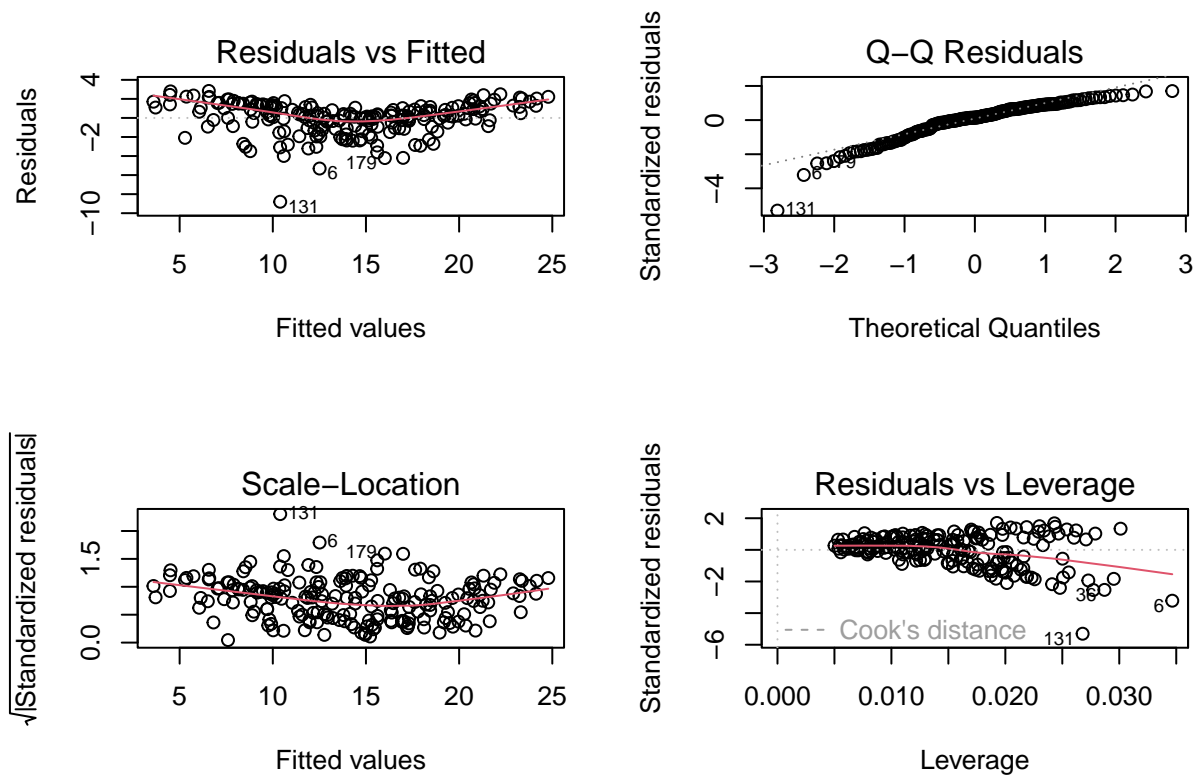 Residuals vs Fitted
Residuals
4
−2
−10
179
6
131
5 10 15 20 25
Fitted values
Q−Q Residuals
Standardized residuals
0
−4
6
131
−3 −2 −1 0 1 2 3
Theoretical Quantiles
Scale−Location
√|Standardized residuals|
1.5
0.0
131
6
179
5 10 15 20 25
Fitted values
Residuals vs Leverage
Standardized residuals
2
−2
−6
36
6
131
Cook's distance
0.000 0.010 0.020 0.030
Leverage